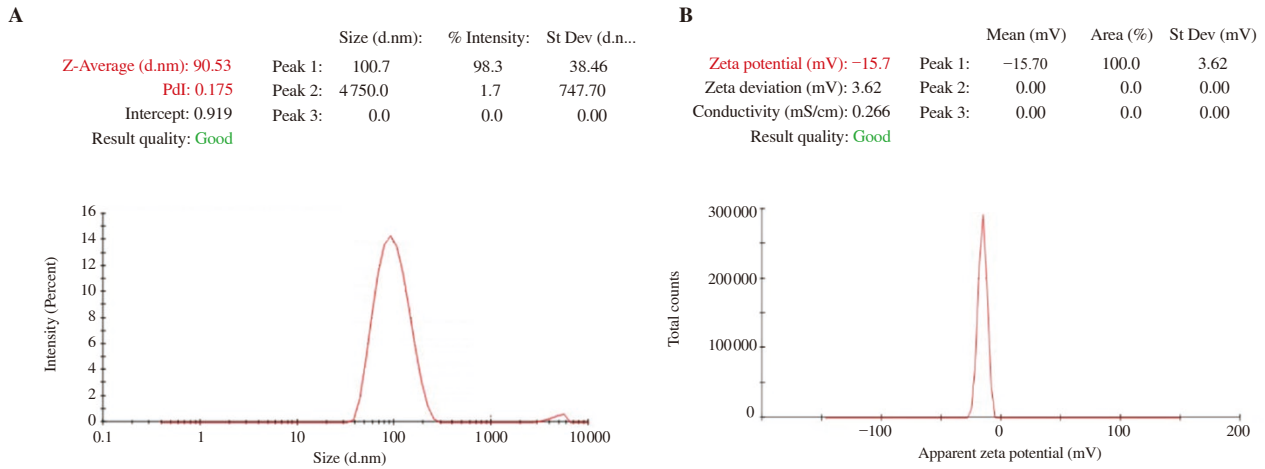 A
Size (d.nm): % Intensity: St Dev (d.n...
Z-Average (d.nm): 90.53 Peak 1: 100.7 98.3 38.46
PdI: 0.175 Peak 2: 4750.0 1.7 747.70
Intercept: 0.919 Peak 3: 0.0 0.0 0.00
Result quality: Good
16
14
12
10
8
6
4
2
0
Intensity (Percent)
0.1 1 10 100 1000 10000
Size (d.nm)
B
Mean (mV) Area (%) St Dev (mV)
Zeta potential (mV): −15.7 Peak 1: −15.70 100.0 3.62
Zeta deviation (mV): 3.62 Peak 2: 0.00 0.0 0.00
Conductivity (mS/cm): 0.266 Peak 3: 0.00 0.0 0.00
Result quality: Good
300000
200000
100000
0
Total counts
−100 0 100 200
Apparent zeta potential (mV)